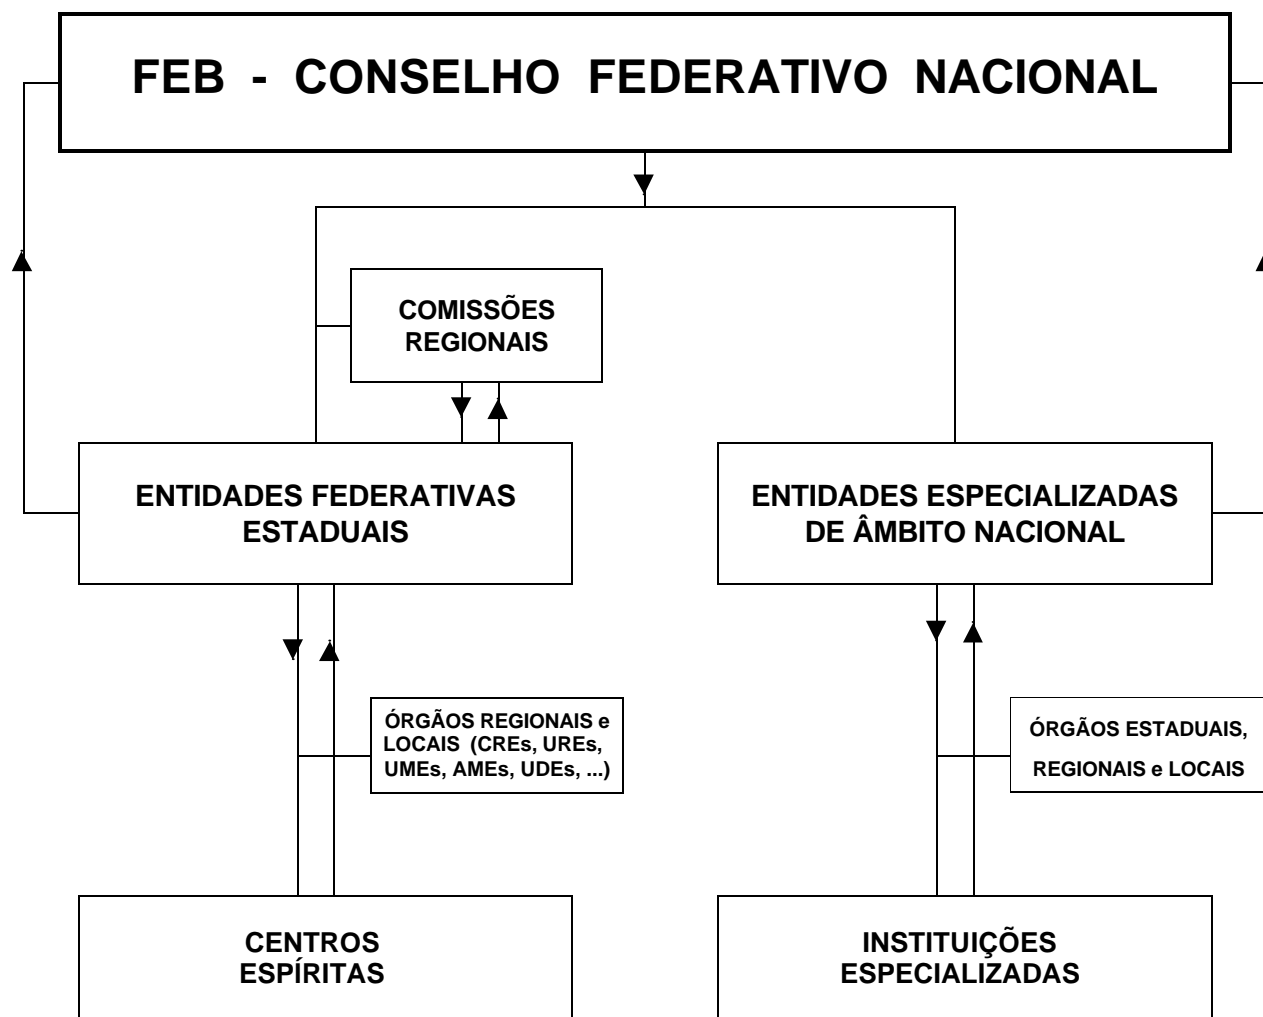 FEB - CONSELHO FEDERATIVO NACIONAL
COMISSÕES
REGIONAIS
ENTIDADES FEDERATIVAS
ESTADUAIS
ENTIDADES ESPECIALIZADAS
DE ÂMBITO NACIONAL
ÓRGÃOS REGIONAIS e
LOCAIS (CREs, UREs,
UMEs, AMEs, UDEs, ...)
ÓRGÃOS ESTADUAIS,
REGIONAIS e LOCAIS
CENTROS
ESPÍRITAS
INSTITUIÇÕES
ESPECIALIZADAS